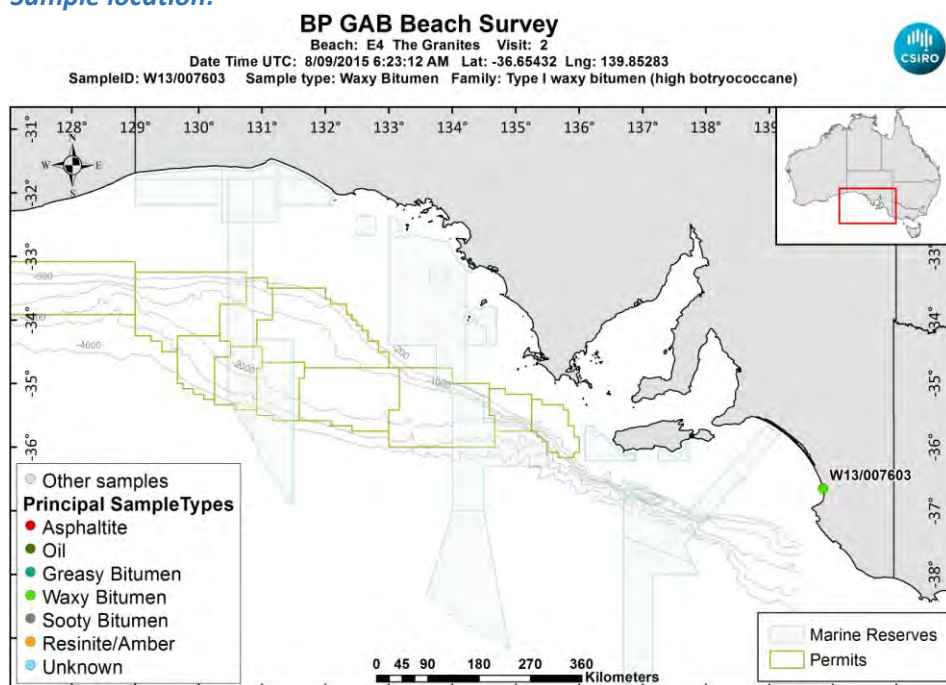 Sample location:
BP GAB Beach Survey
Beach: E4 The Granites Visit: 2
Date Time UTC: 8/09/2015 6:23:12 AM Lat: -36.65432 Lng: 139.85283
SampleID: W13/007603 Sample type: Waxy Bitumen Family: Type I waxy bitumen (high botryococcane)
CSIRO
128° 129° 130° 131° 132° 133° 134° 135° 136° 137° 138° 139
-31°
-32°
-33°
-34°
-35°
-36°
-37°
-38°
N
W E
S
-33°
-34°
-35°
-36°
-37°
-38°
-4000
-2000
-200
-1000
W13/007603
Other samples
Principal SampleTypes
Asphaltite
Oil
Greasy Bitumen
Waxy Bitumen
Sooty Bitumen
Resinite/Amber
Unknown
0 45 90 180 270 360
Kilometers
Marine Reserves
Permits